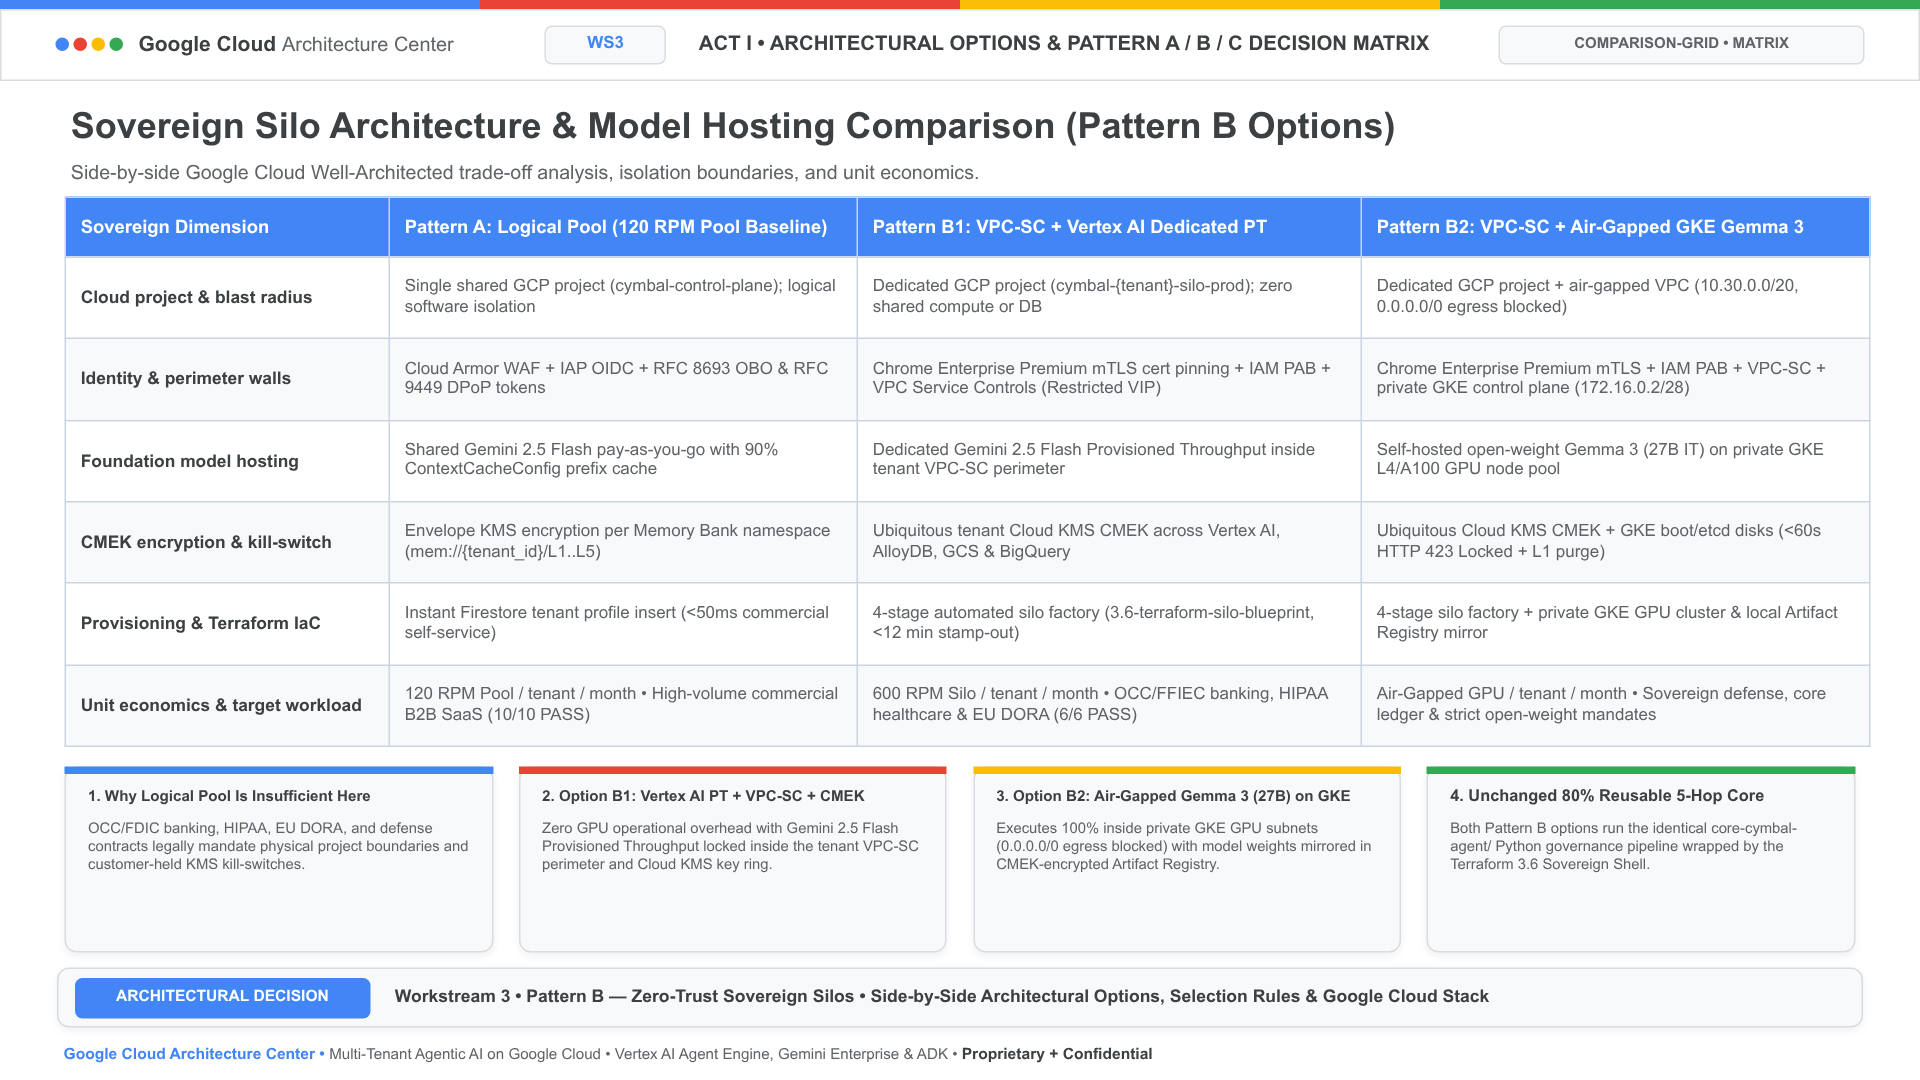 Google Cloud Architecture Center
WS3
ACT I • ARCHITECTURAL OPTIONS & PATTERN A / B / C DECISION MATRIX
COMPARISON-GRID • MATRIX
Sovereign Silo Architecture & Model Hosting Comparison (Pattern B Options)
Side-by-side Google Cloud Well-Architected trade-off analysis, isolation boundaries, and unit economics.
Sovereign Dimension
Pattern A: Logical Pool (120 RPM Pool Baseline)
Pattern B1: VPC-SC + Vertex AI Dedicated PT
Pattern B2: VPC-SC + Air-Gapped GKE Gemma 3
Cloud project & blast radius
Single shared GCP project (cymbal-control-plane); logical
software isolation
Dedicated GCP project (cymbal-{tenant}-silo-prod); zero
shared compute or DB
Dedicated GCP project + air-gapped VPC (10.30.0.0/20,
0.0.0.0/0 egress blocked)
Identity & perimeter walls
Cloud Armor WAF + IAP OIDC + RFC 8693 OBO & RFC
9449 DPoP tokens
Chrome Enterprise Premium mTLS cert pinning + IAM PAB +
VPC Service Controls (Restricted VIP)
Chrome Enterprise Premium mTLS + IAM PAB + VPC-SC +
private GKE control plane (172.16.0.2/28)
Foundation model hosting
Shared Gemini 2.5 Flash pay-as-you-go with 90%
ContextCacheConfig prefix cache
Dedicated Gemini 2.5 Flash Provisioned Throughput inside
tenant VPC-SC perimeter
Self-hosted open-weight Gemma 3 (27B IT) on private GKE
L4/A100 GPU node pool
CMEK encryption & kill-switch
Envelope KMS encryption per Memory Bank namespace
(mem://{tenant_id}/L1..L5)
Ubiquitous tenant Cloud KMS CMEK across Vertex AI,
AlloyDB, GCS & BigQuery
Ubiquitous Cloud KMS CMEK + GKE boot/etcd disks (<60s
HTTP 423 Locked + L1 purge)
Provisioning & Terraform IaC
Instant Firestore tenant profile insert (<50ms commercial
self-service)
4-stage automated silo factory (3.6-terraform-silo-blueprint,
<12 min stamp-out)
4-stage silo factory + private GKE GPU cluster & local Artifact
Registry mirror
Unit economics & target workload
120 RPM Pool / tenant / month • High-volume commercial
B2B SaaS (10/10 PASS)
600 RPM Silo / tenant / month • OCC/FFIEC banking, HIPAA
healthcare & EU DORA (6/6 PASS)
Air-Gapped GPU / tenant / month • Sovereign defense, core
ledger & strict open-weight mandates
1. Why Logical Pool Is Insufficient Here
OCC/FDIC banking, HIPAA, EU DORA, and defense
contracts legally mandate physical project boundaries and
customer-held KMS kill-switches.
2. Option B1: Vertex AI PT + VPC-SC + CMEK
Zero GPU operational overhead with Gemini 2.5 Flash
Provisioned Throughput locked inside the tenant VPC-SC
perimeter and Cloud KMS key ring.
3. Option B2: Air-Gapped Gemma 3 (27B) on GKE
Executes 100% inside private GKE GPU subnets
(0.0.0.0/0 egress blocked) with model weights mirrored in
CMEK-encrypted Artifact Registry.
4. Unchanged 80% Reusable 5-Hop Core
Both Pattern B options run the identical core-cymbal-
agent/ Python governance pipeline wrapped by the
Terraform 3.6 Sovereign Shell.
ARCHITECTURAL DECISION
Workstream 3 • Pattern B — Zero-Trust Sovereign Silos • Side-by-Side Architectural Options, Selection Rules & Google Cloud Stack
Google Cloud Architecture Center • Multi-Tenant Agentic AI on Google Cloud • Vertex AI Agent Engine, Gemini Enterprise & ADK • Proprietary + Confidential